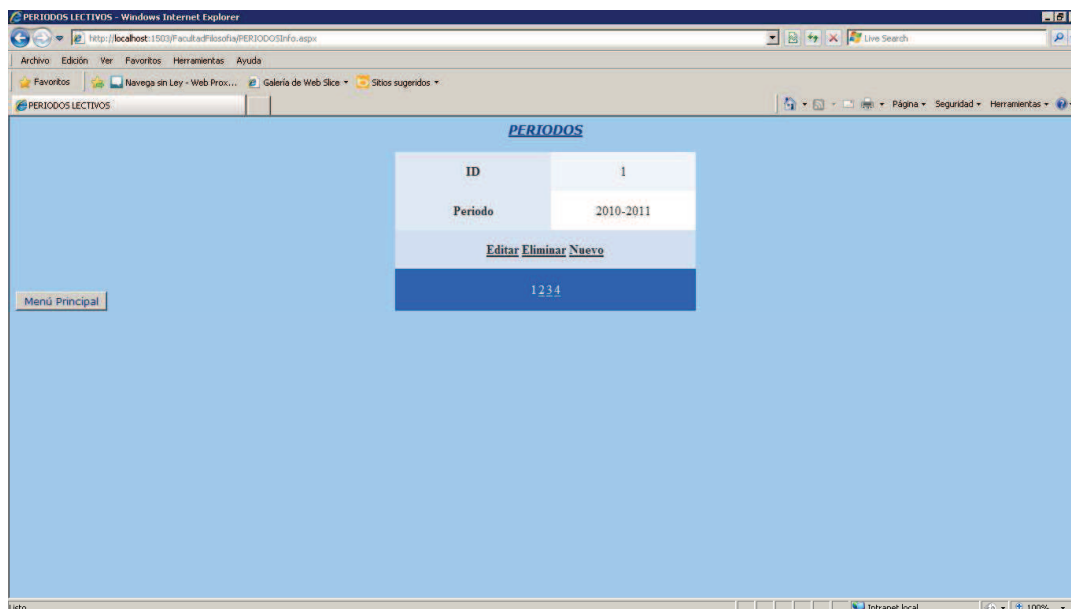 PERIODOS LECTIVOS - Windows Internet Explorer
http://localhost:1503/FacultadFilosofia/PERIODOSInfo.aspx
Live Search
Archivo Edición Ver Favoritos Herramientas Ayuda
Favoritos Navega sin Ley - Web Prox... Galería de Web Slice Sitios sugeridos
PERIODOS LECTIVOS
Página Seguridad Herramientas
PERIODOS
ID 1
Periodo 2010-2011
Editar Eliminar Nuevo
1234
Menú Principal
Listo
Intranet local 100%